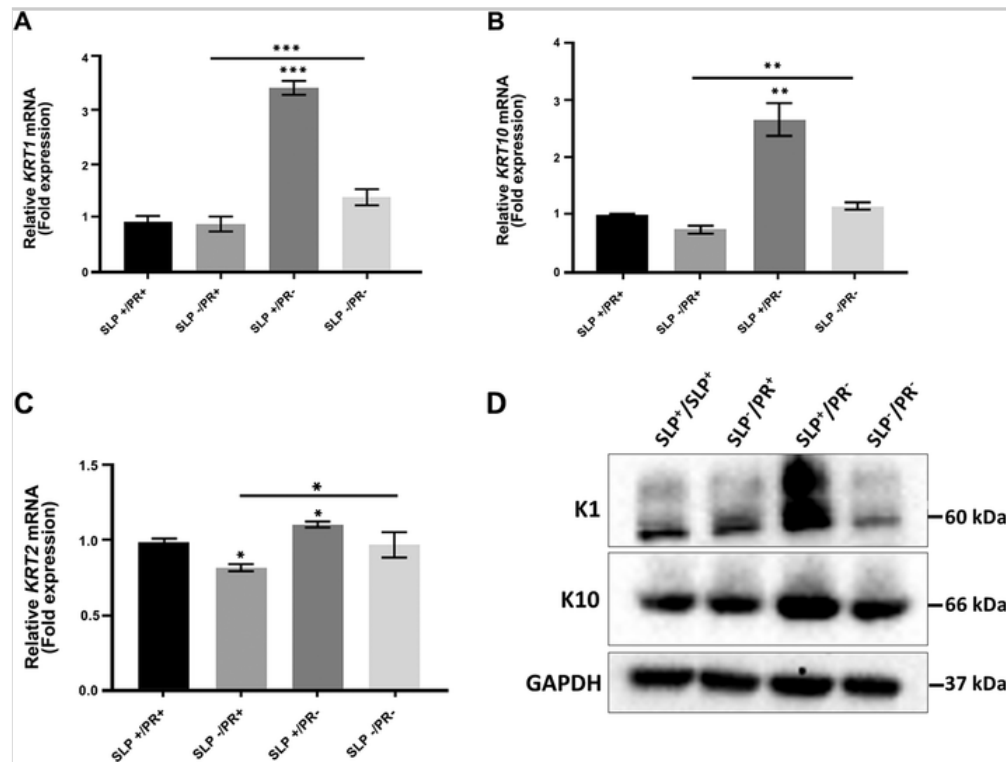 A
Relative KRT1 mRNA
(Fold expression)
4
3
2
1
0
***
***
SLP +/PR+
SLP -/PR+
SLP +/PR-
SLP -/PR-
B
Relative KRT10 mRNA
(Fold expression)
4
3
2
1
0
**
**
SLP +/PR+
SLP -/PR+
SLP +/PR-
SLP -/PR-
C
Relative KRT2 mRNA
(Fold expression)
1.5
1.0
0.5
0.0
*
*
*
SLP +/PR+
SLP -/PR+
SLP +/PR-
SLP -/PR-
D
SLP⁺/SLP⁺
SLP⁻/PR⁺
SLP⁺/PR⁻
SLP⁻/PR⁻
K1
60 kDa
K10
66 kDa
GAPDH
37 kDa